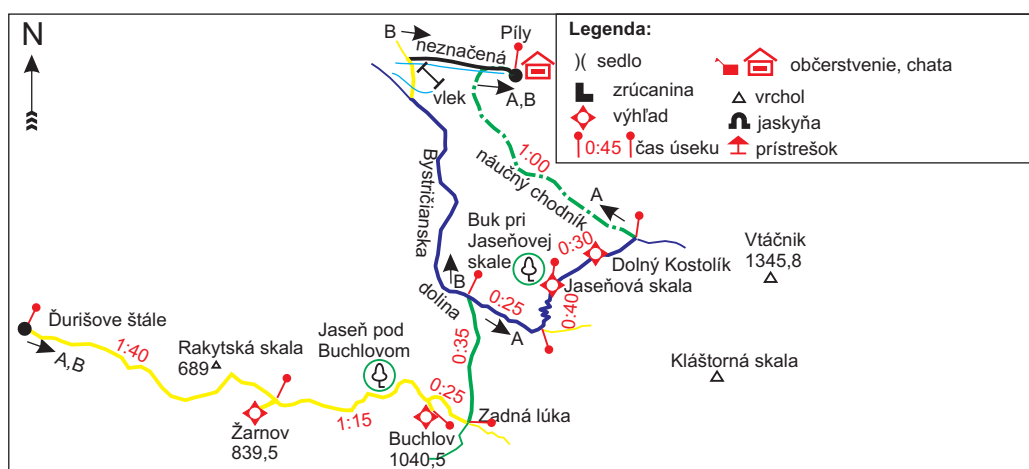 N
B
neznačená
Píly
vlek
A,B
Legenda:
)( sedlo
občerstvenie, chata
zrúcanina
vrchol
výhľad
jaskyňa
0:45 čas úseku
prístrešok
1:00
náučný chodník
A
Bystričianska
dolina
B
Buk pri
Jaseňovej
skale
0:30
Dolný Kostolík
Jaseňová skala
Vtáčnik
1345,8
0:25
A
0:40
0:35
Kláštorná skala
Ďurišove štále
A,B
1:40
Rakytská skala
689
Jaseň pod
Buchlovom
0:25
1:15
Žarnov
839,5
Buchlov
1040,5
Zadná lúka